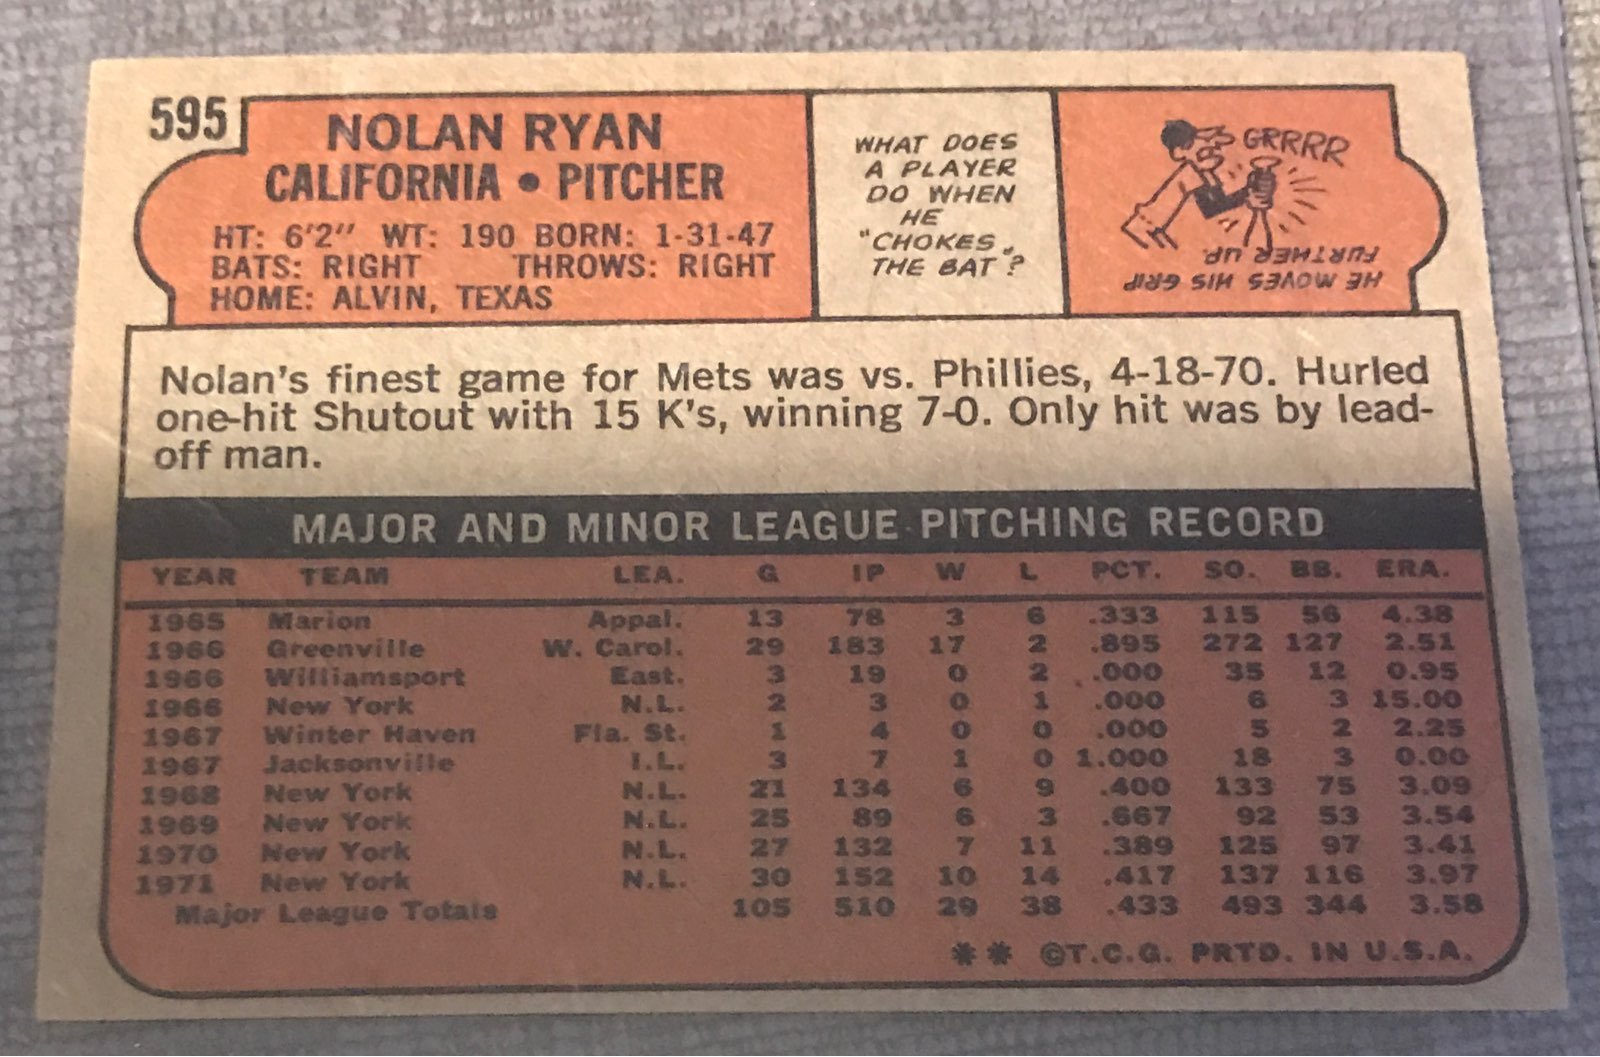 595
NOLAN RYAN
CALIFORNIA • PITCHER
HT: 6'2" WT: 190 BORN: 1-31-47
BATS: RIGHT THROWS: RIGHT
HOME: ALVIN, TEXAS
WHAT DOES
A PLAYER
DO WHEN
HE
"CHOKES"
THE BAT?
GRRRR
HE MOVES HIS GRIP
FURTHER UP.
Nolan's finest game for Mets was vs. Phillies, 4-18-70. Hurled
one-hit Shutout with 15 K's, winning 7-0. Only hit was by lead-
off man.
MAJOR AND MINOR LEAGUE PITCHING RECORD
YEAR TEAM LEA. G IP W L PCT. SO. BB. ERA.
1965 Marion Appal. 13 78 3 6 .333 115 56 4.38
1966 Greenville W. Carol. 29 183 17 2 .895 272 127 2.51
1966 Williamsport East. 3 19 0 2 .000 35 12 0.95
1966 New York N.L. 2 3 0 1 .000 6 3 15.00
1967 Winter Haven Fla. St. 1 4 0 0 .000 5 2 2.25
1967 Jacksonville I.L. 3 7 1 0 1.000 18 3 0.00
1968 New York N.L. 21 134 6 9 .400 133 75 3.09
1969 New York N.L. 25 89 6 3 .667 92 53 3.54
1970 New York N.L. 27 132 7 11 .389 125 97 3.41
1971 New York N.L. 30 152 10 14 .417 137 116 3.97
Major League Totals 105 510 29 38 .433 493 344 3.58
** ©T.C.G. PRTD. IN U.S.A.